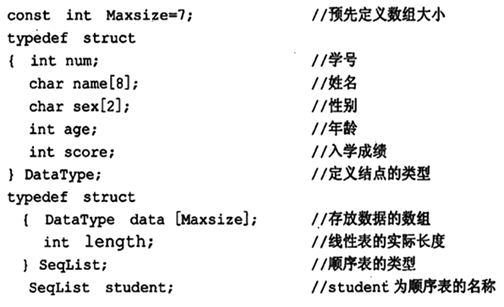 const int Maxsize=7; //预先定义数组大小
typedef struct
{ int num; //学号
char name[8]; //姓名
char sex[2]; //性别
int age; //年龄
int score; //入学成绩
} DataType; //定义结点的类型
typedef struct
{ DataType data [Maxsize]; //存放数据的数组
int length; //线性表的实际长度
} SeqList; //顺序表的类型
SeqList student; //student 为顺序表的名称